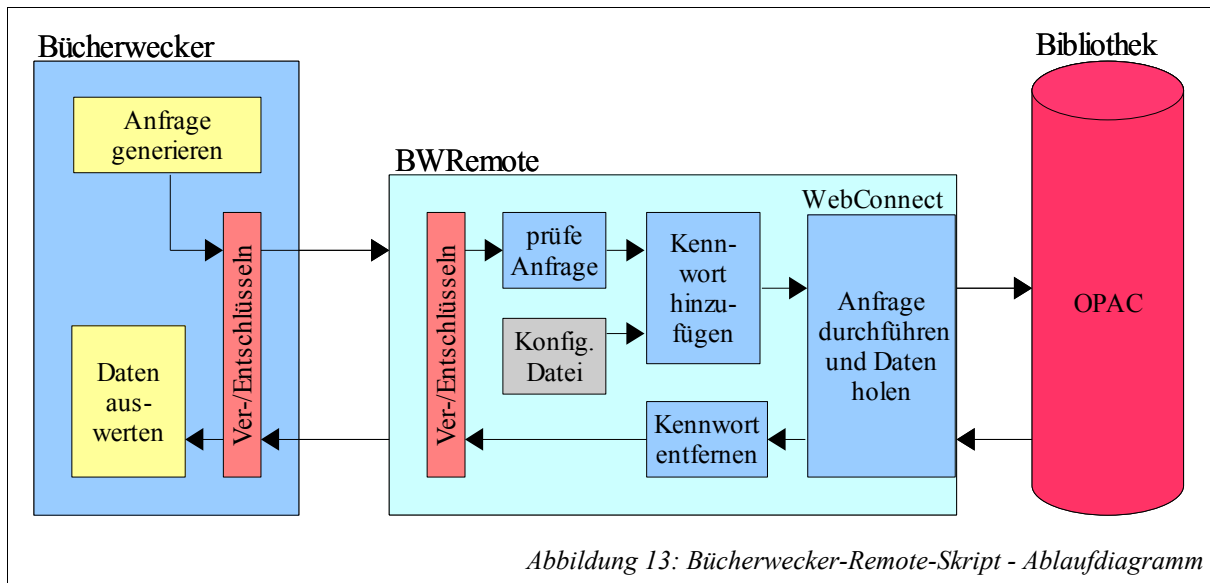 Bücherwecker
Anfrage
generieren
Ver-/Entschlüsseln
Daten
aus-
werten
BWRemote
Ver-/Entschlüsseln
prüfe
Anfrage
Konfig.
Datei
Kenn-
wort
hinzu-
fügen
Kennwort
entfernen
WebConnect
Anfrage
durchführen
und Daten
holen
Bibliothek
OPAC
Abbildung 13: Bücherwecker-Remote-Skript - Ablaufdiagramm